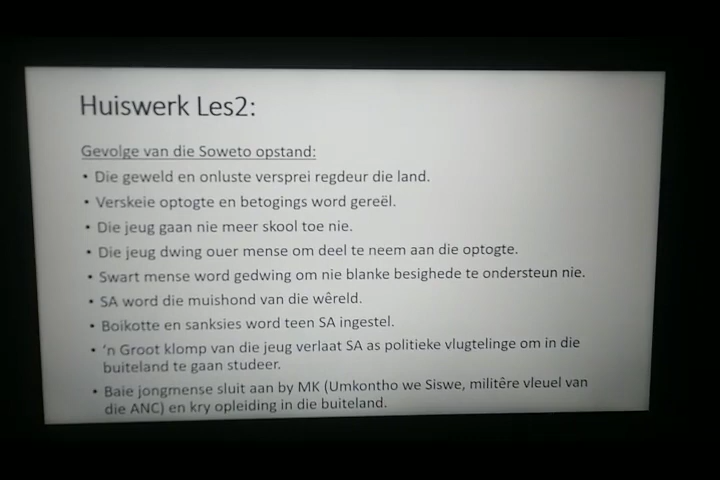 Huiswerk Les2:
Gevolge van die Soweto opstand:
• Die geweld en onluste versprei regdeur die land.
• Verskeie optogte en betogings word gereël.
• Die jeug gaan nie meer skool toe nie.
• Die jeug dwing ouer mense om deel te neem aan die optogte.
• Swart mense word gedwing om nie blanke besighede te ondersteun nie.
• SA word die muishond van die wêreld.
• Boikotte en sanksies word teen SA ingestel.
• 'n Groot klomp van die jeug verlaat SA as politieke vlugtelinge om in die
buiteland te gaan studeer.
• Baie jongmense sluit aan by MK (Umkontho we Siswe, militêre vleuel van
die ANC) en kry opleiding in die buiteland.